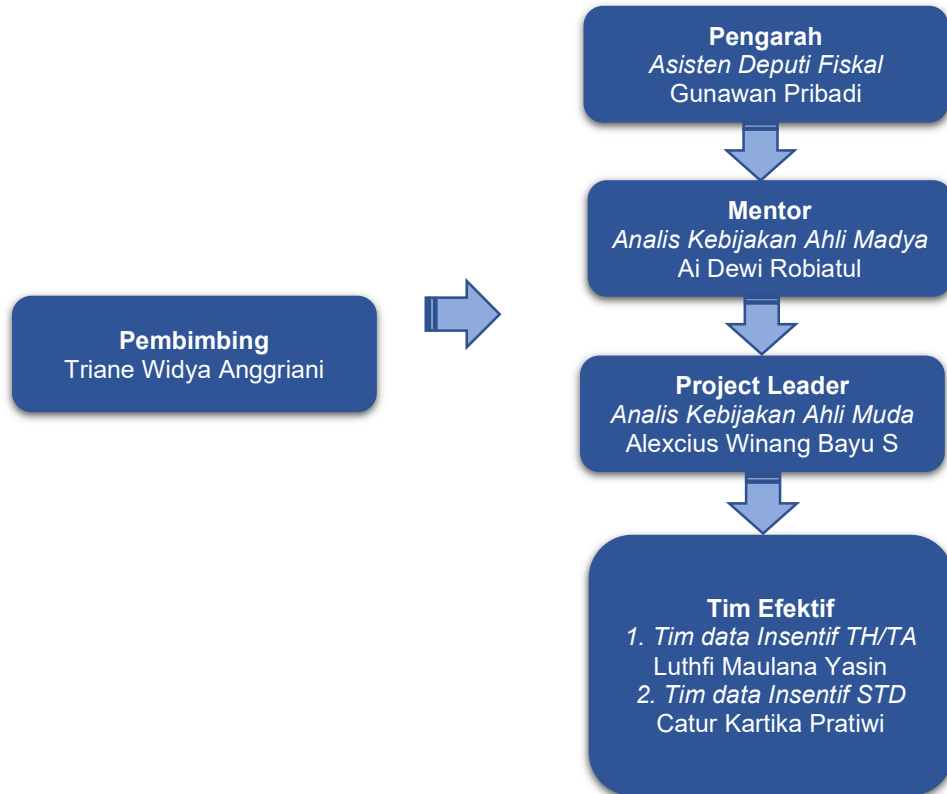 Pengarah
Asisten Deputi Fiskal
Gunawan Pribadi
Mentor
Analis Kebijakan Ahli Madya
Ai Dewi Robiatul
Pembimbing
Triane Widya Anggriani
Project Leader
Analis Kebijakan Ahli Muda
Alexcius Winang Bayu S
Tim Efektif
1. Tim data Insentif TH/TA
Luthfi Maulana Yasin
2. Tim data Insentif STD
Catur Kartika Pratiwi